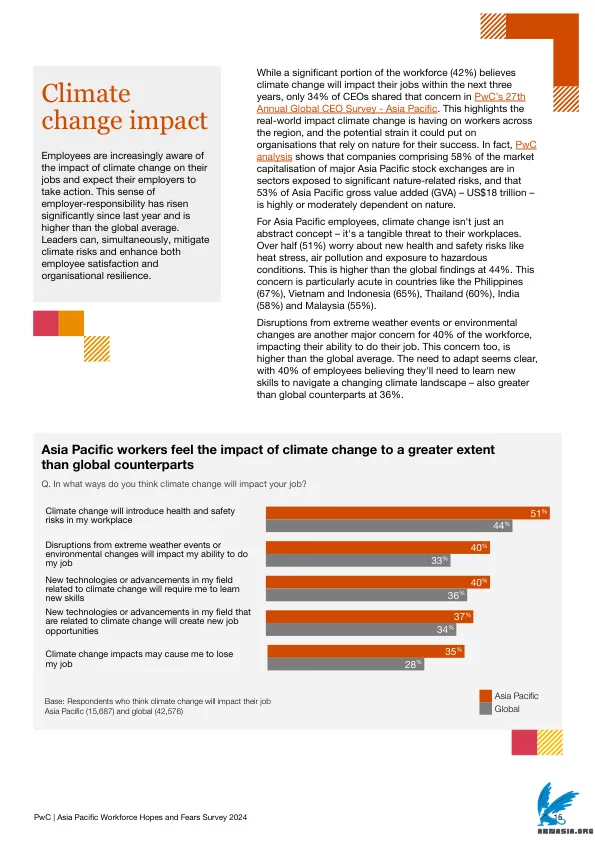 Climate
change impact
Employees are increasingly aware of
the impact of climate change on their
jobs and expect their employers to
take action. This sense of
employer-responsibility has risen
significantly since last year and is
higher than the global average.
Leaders can, simultaneously, mitigate
climate risks and enhance both
employee satisfaction and
organisational resilience.
While a significant portion of the workforce (42%) believes
climate change will impact their jobs within the next three
years, only 34% of CEOs shared that concern in PwC's 27th
Annual Global CEO Survey - Asia Pacific. This highlights the
real-world impact climate change is having on workers across
the region, and the potential strain it could put on
organisations that rely on nature for their success. In fact, PwC
analysis shows that companies comprising 58% of the market
capitalisation of major Asia Pacific stock exchanges are in
sectors exposed to significant nature-related risks, and that
53% of Asia Pacific gross value added (GVA) – US$18 trillion –
is highly or moderately dependent on nature.
For Asia Pacific employees, climate change isn't just an
abstract concept – it's a tangible threat to their workplaces.
Over half (51%) worry about new health and safety risks like
heat stress, air pollution and exposure to hazardous
conditions. This is higher than the global findings at 44%. This
concern is particularly acute in countries like the Philippines
(67%), Vietnam and Indonesia (65%), Thailand (60%), India
(58%) and Malaysia (55%).
Disruptions from extreme weather events or environmental
changes are another major concern for 40% of the workforce,
impacting their ability to do their job. This concern too, is
higher than the global average. The need to adapt seems clear,
with 40% of employees believing they'll need to learn new
skills to navigate a changing climate landscape – also greater
than global counterparts at 36%.
Asia Pacific workers feel the impact of climate change to a greater extent
than global counterparts
Q. In what ways do you think climate change will impact your job?
Climate change will introduce health and safety
risks in my workplace
51%
44%
Disruptions from extreme weather events or
environmental changes will impact my ability to do
my job
40%
33%
New technologies or advancements in my field
related to climate change will require me to learn
new skills
40%
36%
New technologies or advancements in my field that
are related to climate change will create new job
opportunities
37%
34%
Climate change impacts may cause me to lose
my job
35%
28%
Base: Respondents who think climate change will impact their job
Asia Pacific (15,687) and global (42,576)
Asia Pacific
Global
PwC | Asia Pacific Workforce Hopes and Fears Survey 2024
15
ABWASIA.ORG